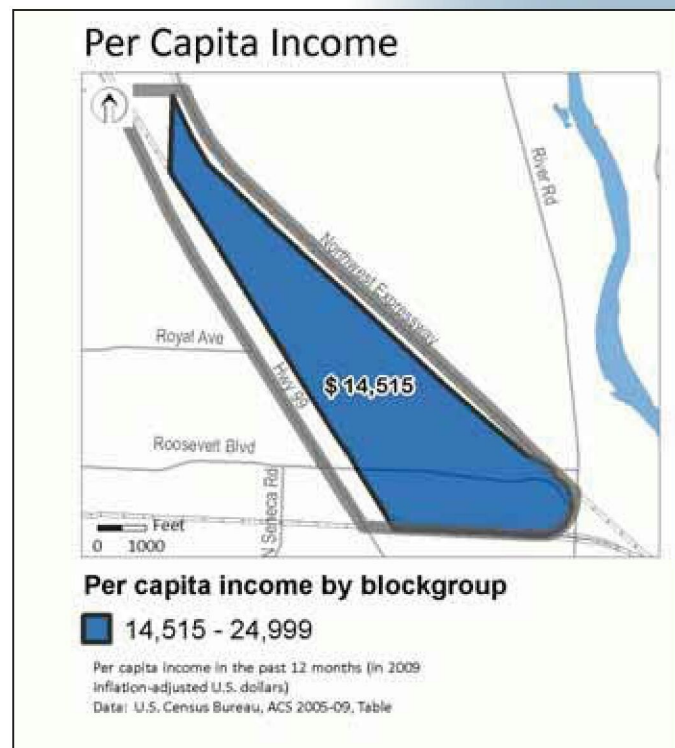 Per Capita Income
River Rd
Northwest Expressway
Royal Ave
Hwy 99
$ 14,515
Roosevelt Blvd
N Seneca Rd
Feet
0 1000
Per capita income by blockgroup
14,515 - 24,999
Per capita income in the past 12 months (in 2009
inflation-adjusted U.S. dollars)
Data: U.S. Census Bureau, ACS 2005-09, Table